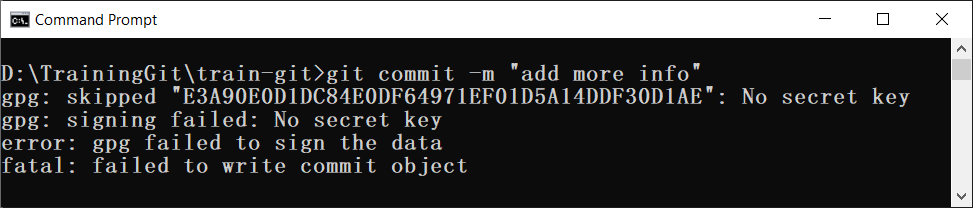 Command Prompt
D:\TrainingGit\train-git>git commit -m "add more info"
gpg: skipped "E3A90E0D1DC84E0DF64971EF01D5A14DDF30D1AE": No secret key
gpg: signing failed: No secret key
error: gpg failed to sign the data
fatal: failed to write commit object